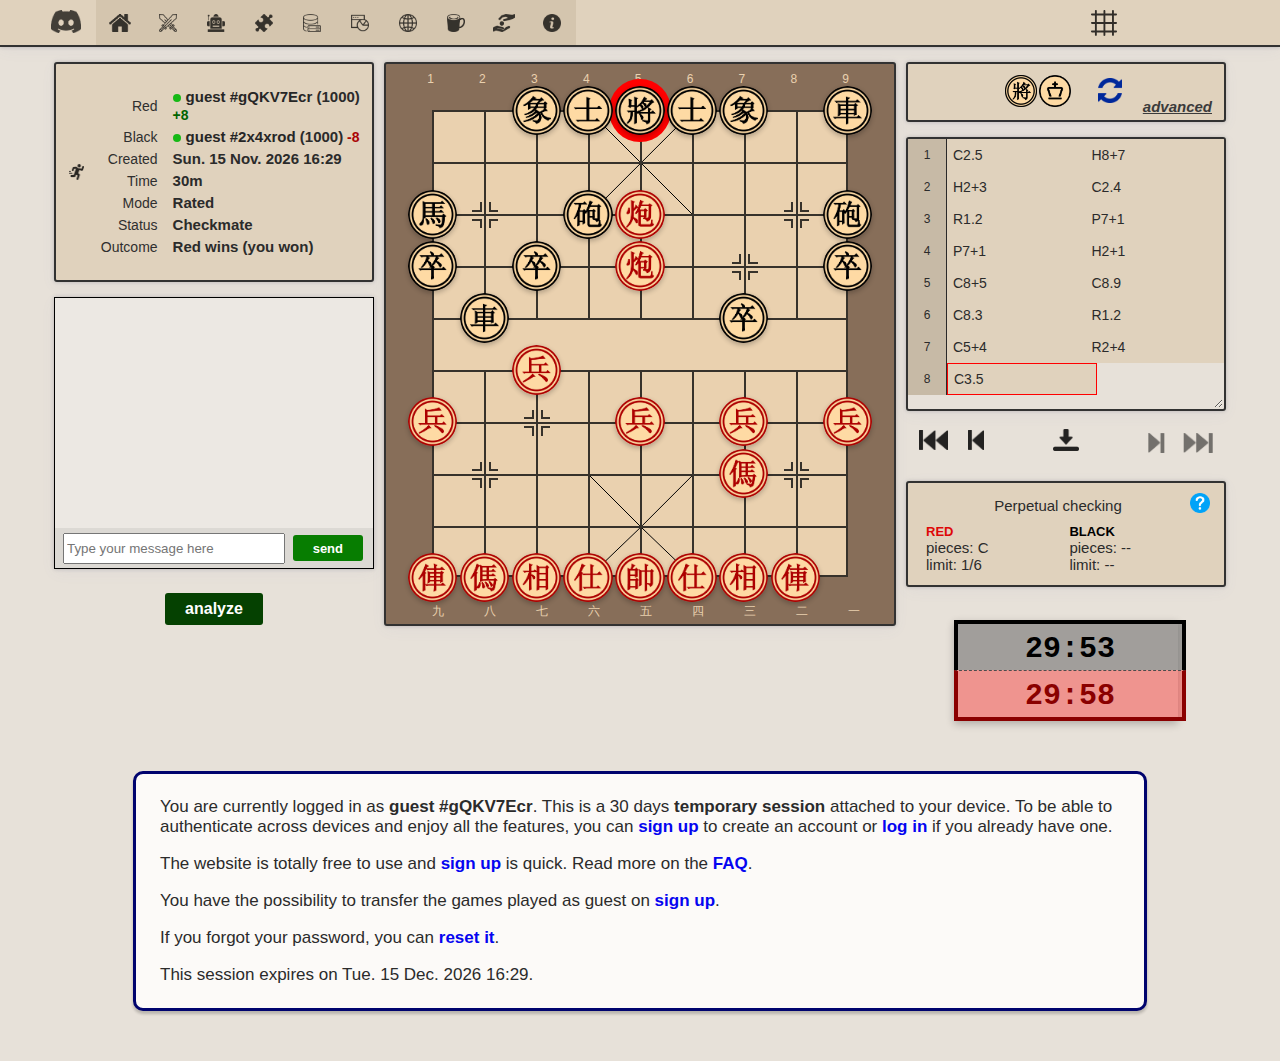 Red
guest #gQKV7Ecr (1000) +8
Black
guest #2x4xrod (1000) -8
Created
Sun. 15 Nov. 2026 16:29
Time
30m
Mode
Rated
Status
Checkmate
Outcome
Red wins (you won)
Type your message here
send
analyze
1 2 3 4 5 6 7 8 9
象 士 將 士 象 車
馬 砲 炮 砲
卒 卒 炮 卒
車 卒
兵
兵 兵 兵 兵
傌
俥 傌 相 仕 帥 仕 相 俥
九 八 七 六 五 四 三 二 一
將
advanced
1 C2.5 H8+7
2 H2+3 C2.4
3 R1.2 P7+1
4 P7+1 H2+1
5 C8+5 C8.9
6 C8.3 R1.2
7 C5+4 R2+4
8 C3.5
Perpetual checking
?
RED
pieces: C
limit: 1/6
BLACK
pieces: --
limit: --
29:53
29:58
You are currently logged in as guest #gQKV7Ecr. This is a 30 days temporary session attached to your device. To be able to
authenticate across devices and enjoy all the features, you can sign up to create an account or log in if you already have one.
The website is totally free to use and sign up is quick. Read more on the FAQ.
You have the possibility to transfer the games played as guest on sign up.
If you forgot your password, you can reset it.
This session expires on Tue. 15 Dec. 2026 16:29.